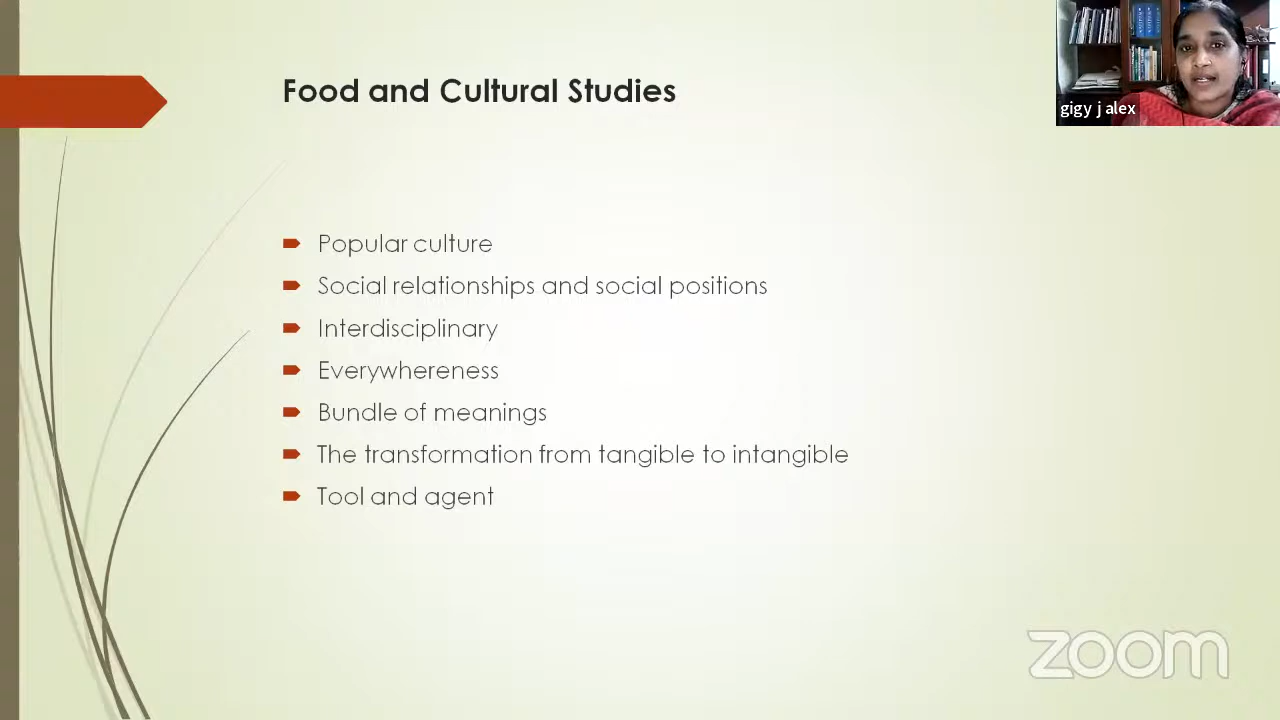 Food and Cultural Studies
gigy j alex
Popular culture
Social relationships and social positions
Interdisciplinary
Everywhereness
Bundle of meanings
The transformation from tangible to intangible
Tool and agent
zoom